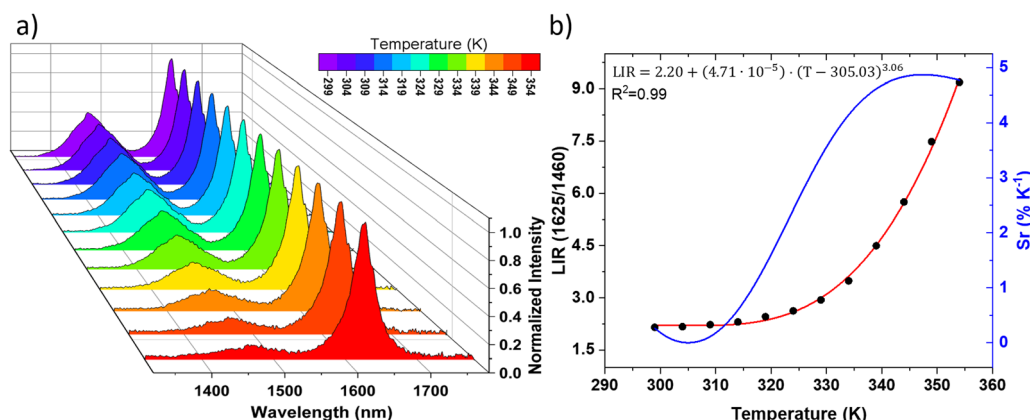 a)
Temperature (K)
299 304 309 314 319 324 329 334 339 344 349 354
1.0
0.8
0.6
0.4
0.2
0.0
Normalized Intensity
1400 1500 1600 1700
Wavelength (nm)
b)
LIR = 2.20 + (4.71 · 10⁻⁵) · (T − 305.03)³·⁰⁶
R²=0.99
9.0
7.5
6.0
4.5
3.0
1.5
LIR (1625/1460)
5
4
3
2
1
0
Sr (% K⁻¹)
290 300 310 320 330 340 350 360
Temperature (K)